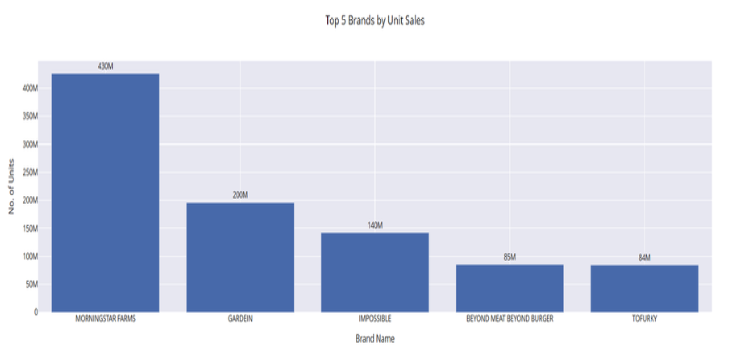 Top 5 Brands by Unit Sales
430M
400M
350M
300M
250M
200M
200M
150M
140M
100M
85M
84M
50M
0
No. of Units
MORNINGSTAR FARMS GARDEIN IMPOSSIBLE BEYOND MEAT BEYOND BURGER TOFURKY
Brand Name